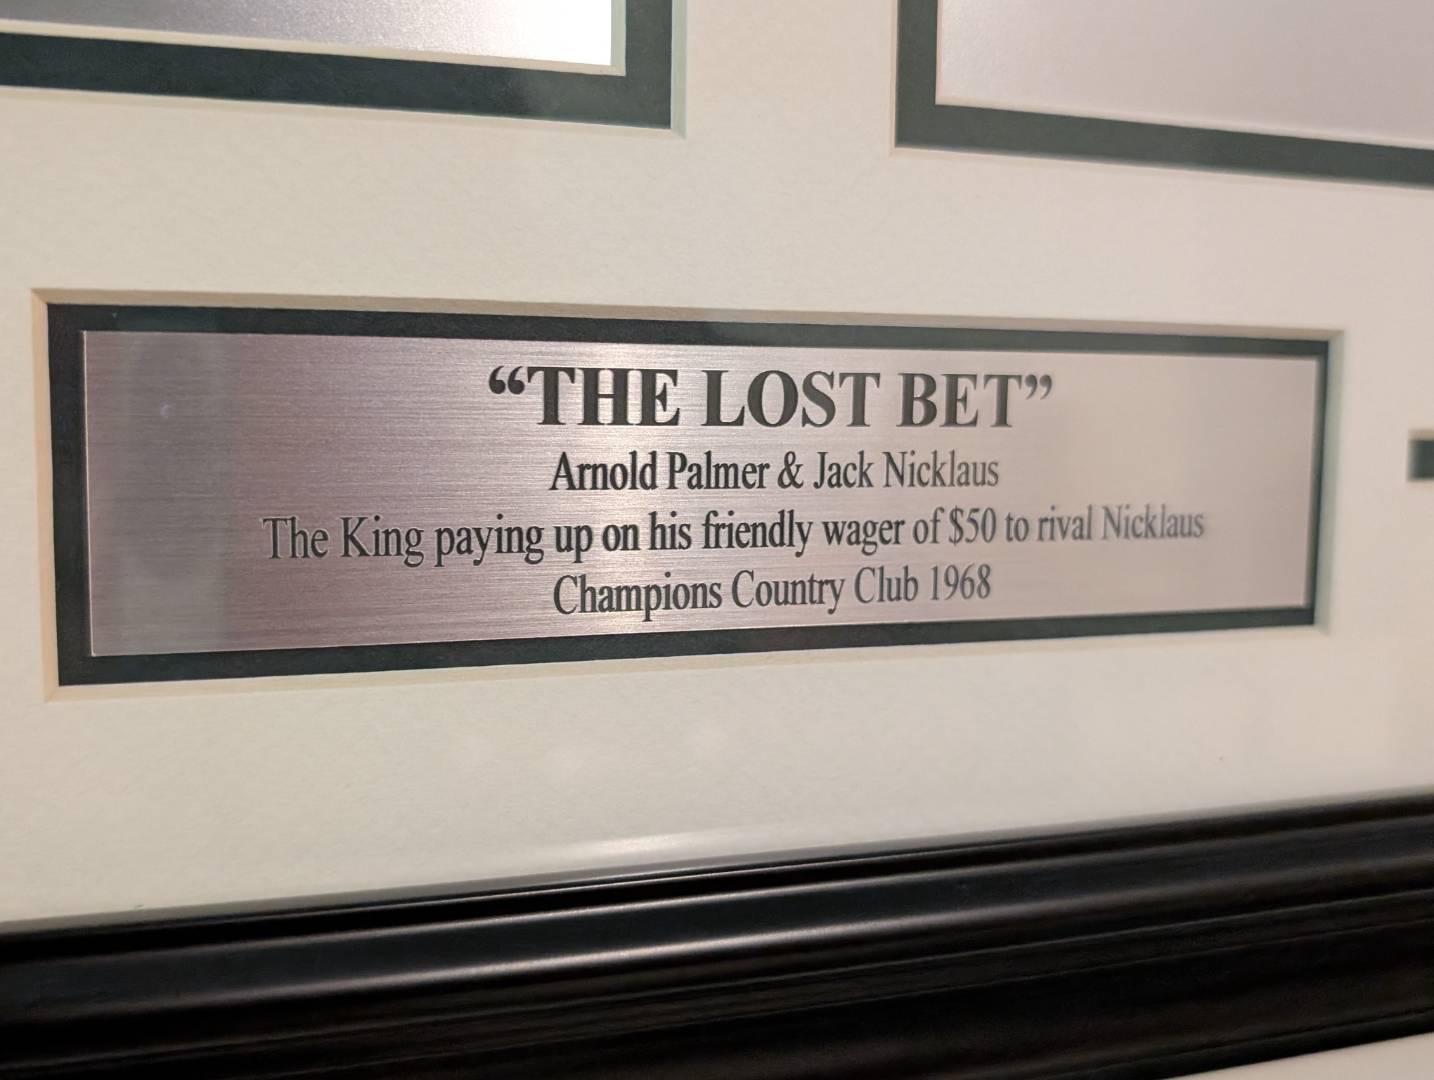 “THE LOST BET”
Arnold Palmer & Jack Nicklaus
The King paying up on his friendly wager of $50 to rival Nicklaus
Champions Country Club 1968